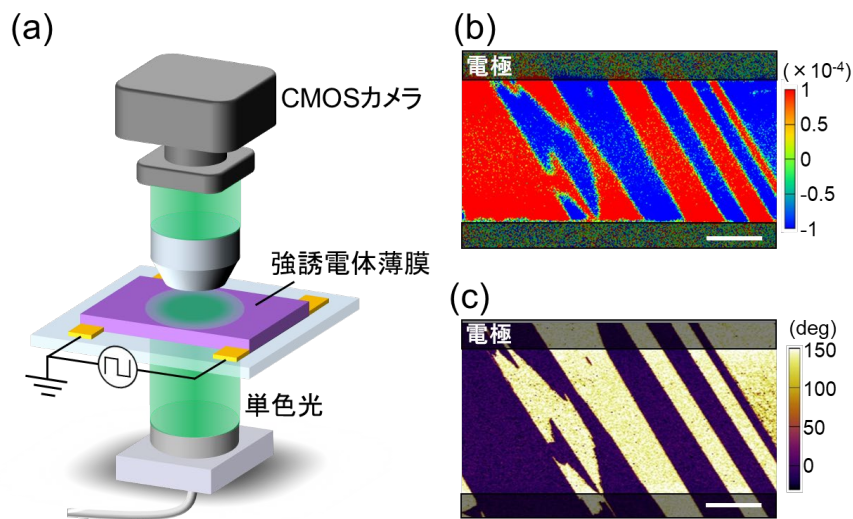 (a)
CMOSカメラ
強誘電体薄膜
単色光
(b)
電極
(×10-4)
1
0.5
0
-0.5
-1
(c)
電極
(deg)
150
100
50
0